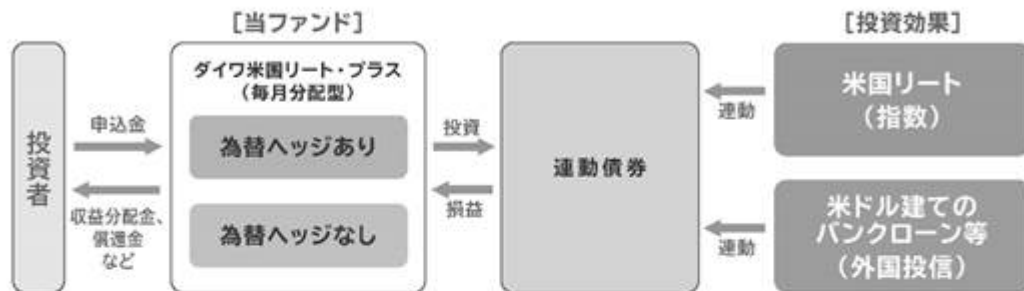 [当ファンド]
[投資効果]
投資者
申込金
収益分配金、
償還金
など
ダイワ米国リート・プラス
（毎月分配型）
為替ヘッジあり
為替ヘッジなし
投資
損益
連動債券
連動
連動
米国リート
（指数）
米ドル建ての
バンクローン等
（外国投信）